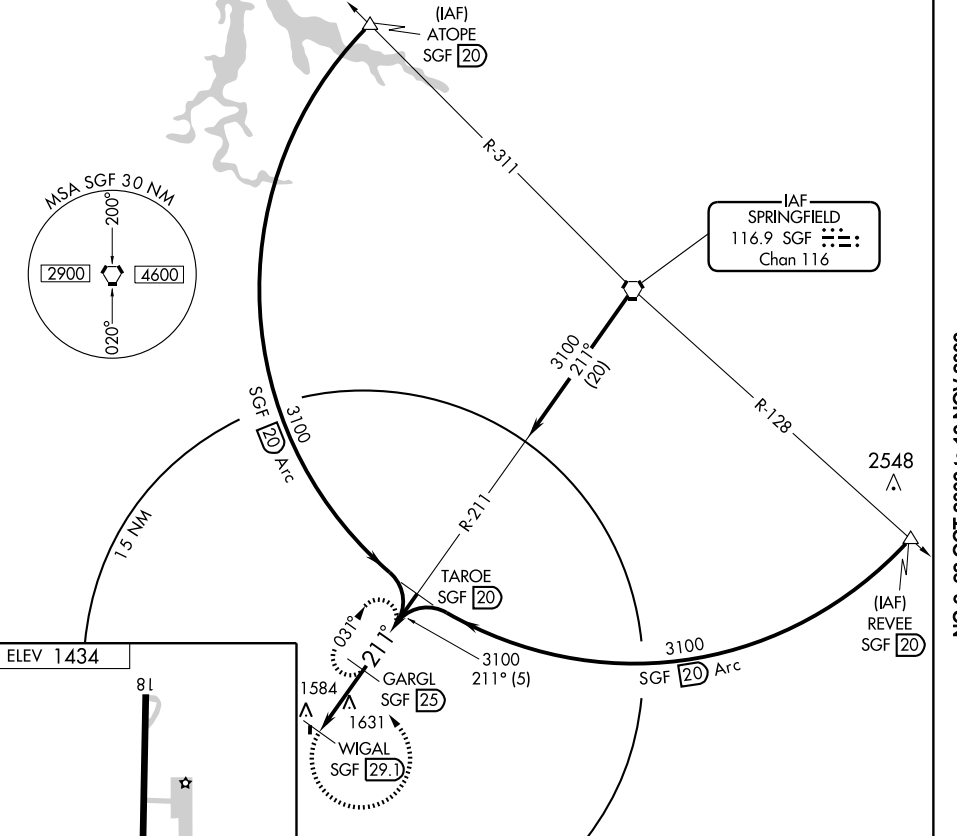 (IAF)
ATOPE
SGF 20
R-311
MSA SGF 30 NM
200°
2900
4600
020°
IAF
SPRINGFIELD
116.9 SGF
Chan 116
3100
211°
(20)
R-128
2548
SGF 20 Arc
3100
R-211
15 NM
TAROE
SGF 20
(IAF)
REVEE
SGF 20
031°
211°
3100
211° (5)
3100
SGF 20 Arc
GARGL
SGF 25
1584
1631
WIGAL
SGF 29.1
ELEV 1434
18